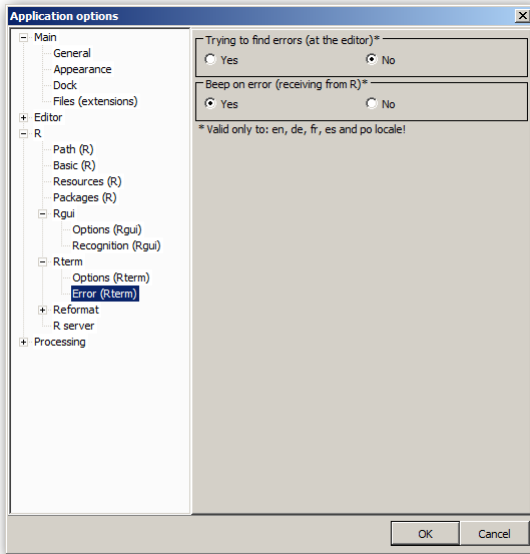 Application options
Main
General
Appearance
Dock
Files (extensions)
Editor
R
Path (R)
Basic (R)
Resources (R)
Packages (R)
Rgui
Options (Rgui)
Recognition (Rgui)
Rterm
Options (Rterm)
Error (Rterm)
Reformat
R server
Processing
Trying to find errors (at the editor)*
Yes No
Beep on error (receiving from R)*
Yes No
* Valid only to: en, de, fr, es and po locale!
OK Cancel